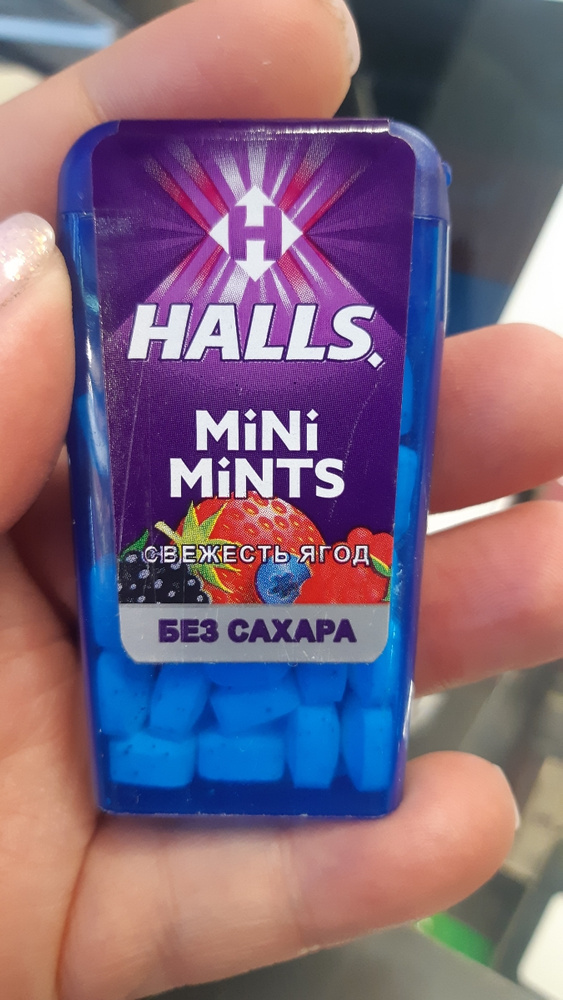 H
HALLS.
MiNi
MiNTS
СВЕЖЕСТЬ ЯГОД
БЕЗ САХАРА